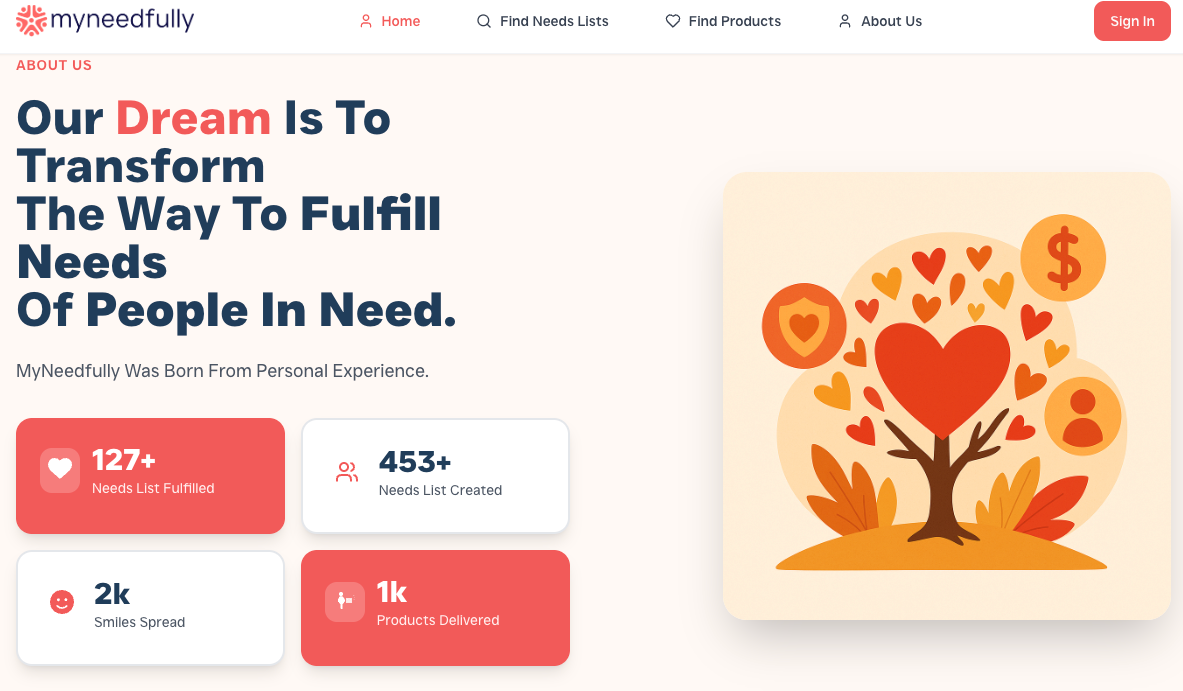 myneedfully
Home
Find Needs Lists
Find Products
About Us
Sign In
ABOUT US
Our Dream Is To
Transform
The Way To Fulfill
Needs
Of People In Need.
MyNeedfully Was Born From Personal Experience.
127+
Needs List Fulfilled
453+
Needs List Created
2k
Smiles Spread
1k
Products Delivered
$